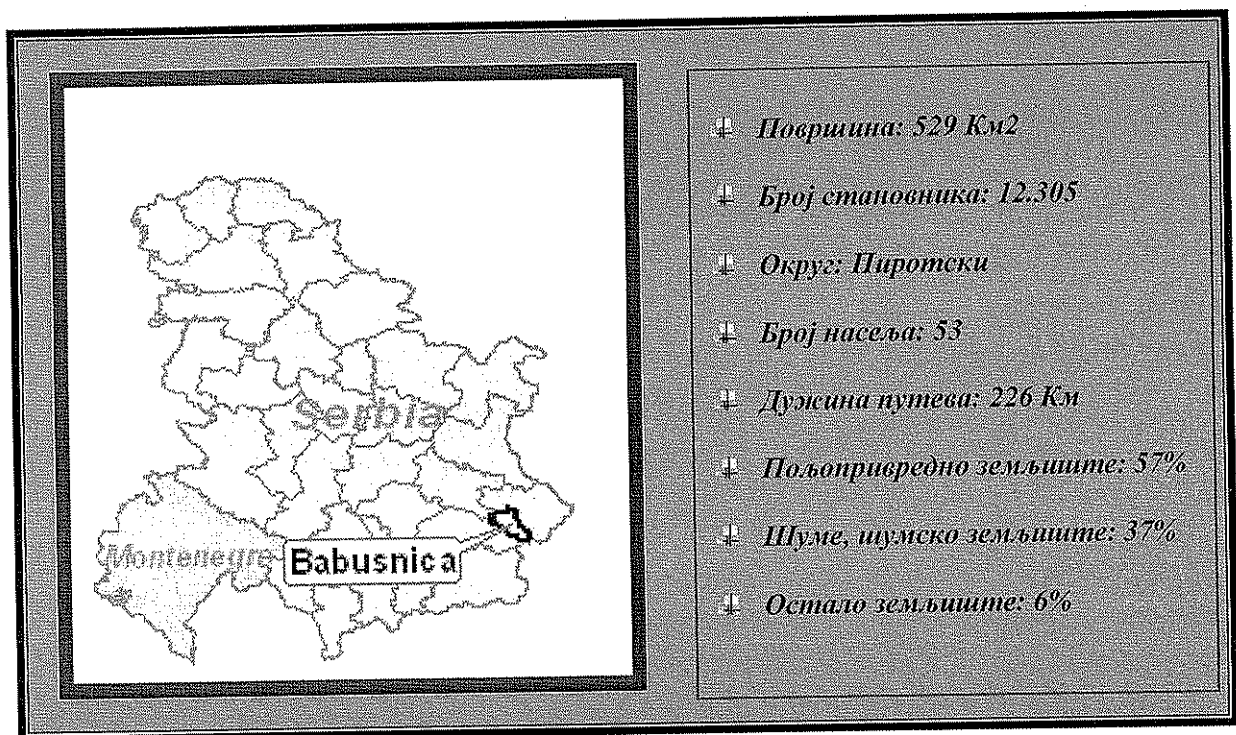 Serbia
Montenegro
Babusnica
Површина: 529 Км2
Број становника: 12.305
Округ: Пиротски
Број насеља: 53
Дужина путева: 226 Км
Пољопривредно земљиште: 57%
Шуме, шумско земљиште: 37%
Остало земљиште: 6%